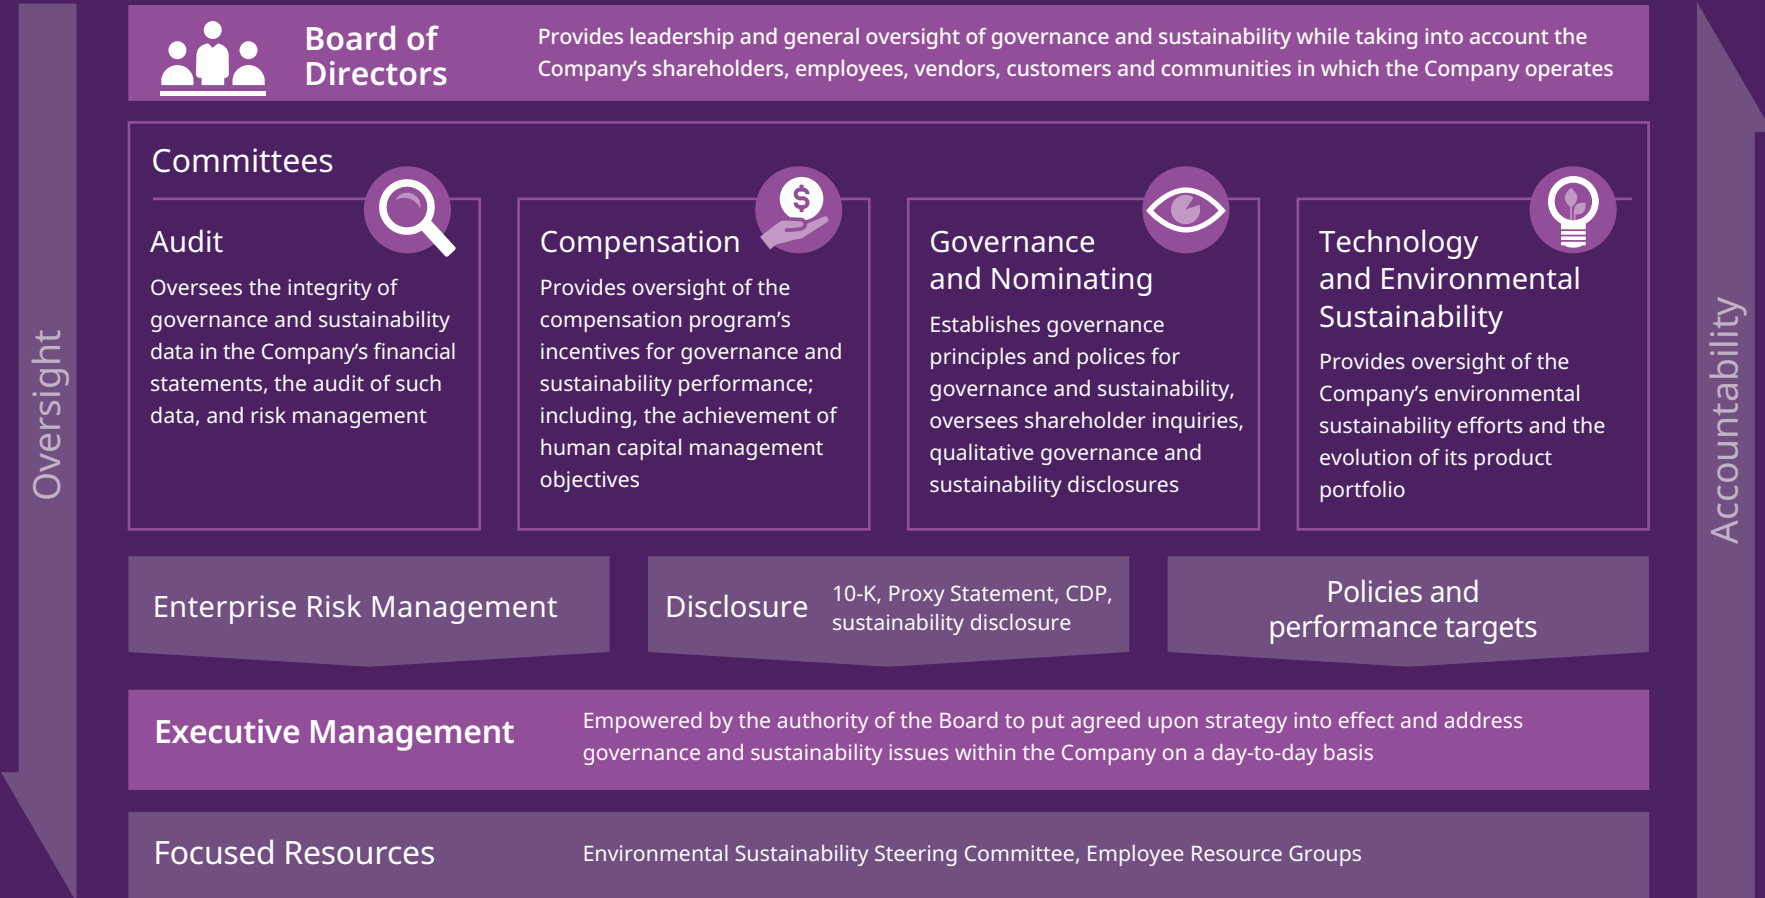 Board of
Directors
Provides leadership and general oversight of governance and sustainability while taking into account the
Company’s shareholders, employees, vendors, customers and communities in which the Company operates
Committees
Audit
Oversees the integrity of
governance and sustainability
data in the Company’s financial
statements, the audit of such
data, and risk management
$
Compensation
Provides oversight of the
compensation program’s
incentives for governance and
sustainability performance;
including, the achievement of
human capital management
objectives
Governance
and Nominating
Establishes governance
principles and polices for
governance and sustainability,
oversees shareholder inquiries,
qualitative governance and
sustainability disclosures
Technology
and Environmental
Sustainability
Provides oversight of the
Company’s environmental
sustainability efforts and the
evolution of its product
portfolio
Oversight
Accountability
Enterprise Risk Management
Disclosure
10-K, Proxy Statement, CDP,
sustainability disclosure
Policies and
performance targets
Executive Management
Empowered by the authority of the Board to put agreed upon strategy into effect and address
governance and sustainability issues within the Company on a day-to-day basis
Focused Resources
Environmental Sustainability Steering Committee, Employee Resource Groups